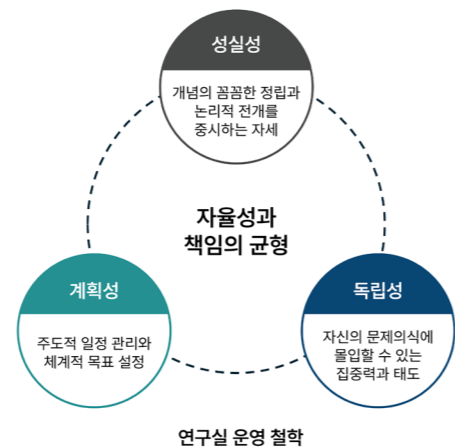 성실성
개념의 꼼꼼한 정립과
논리적 전개를
중시하는 자세
자율성과
책임의 균형
계획성
주도적 일정 관리와
체계적 목표 설정
독립성
자신의 문제의식에
몰입할 수 있는
집중력과 태도
연구실 운영 철학